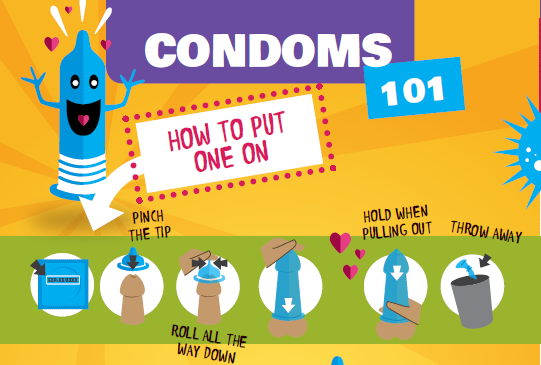 CONDOMS
101
HOW TO PUT
ONE ON
PINCH
THE TIP
ROLL ALL THE
WAY DOWN
HOLD WHEN
PULLING OUT
THROW AWAY